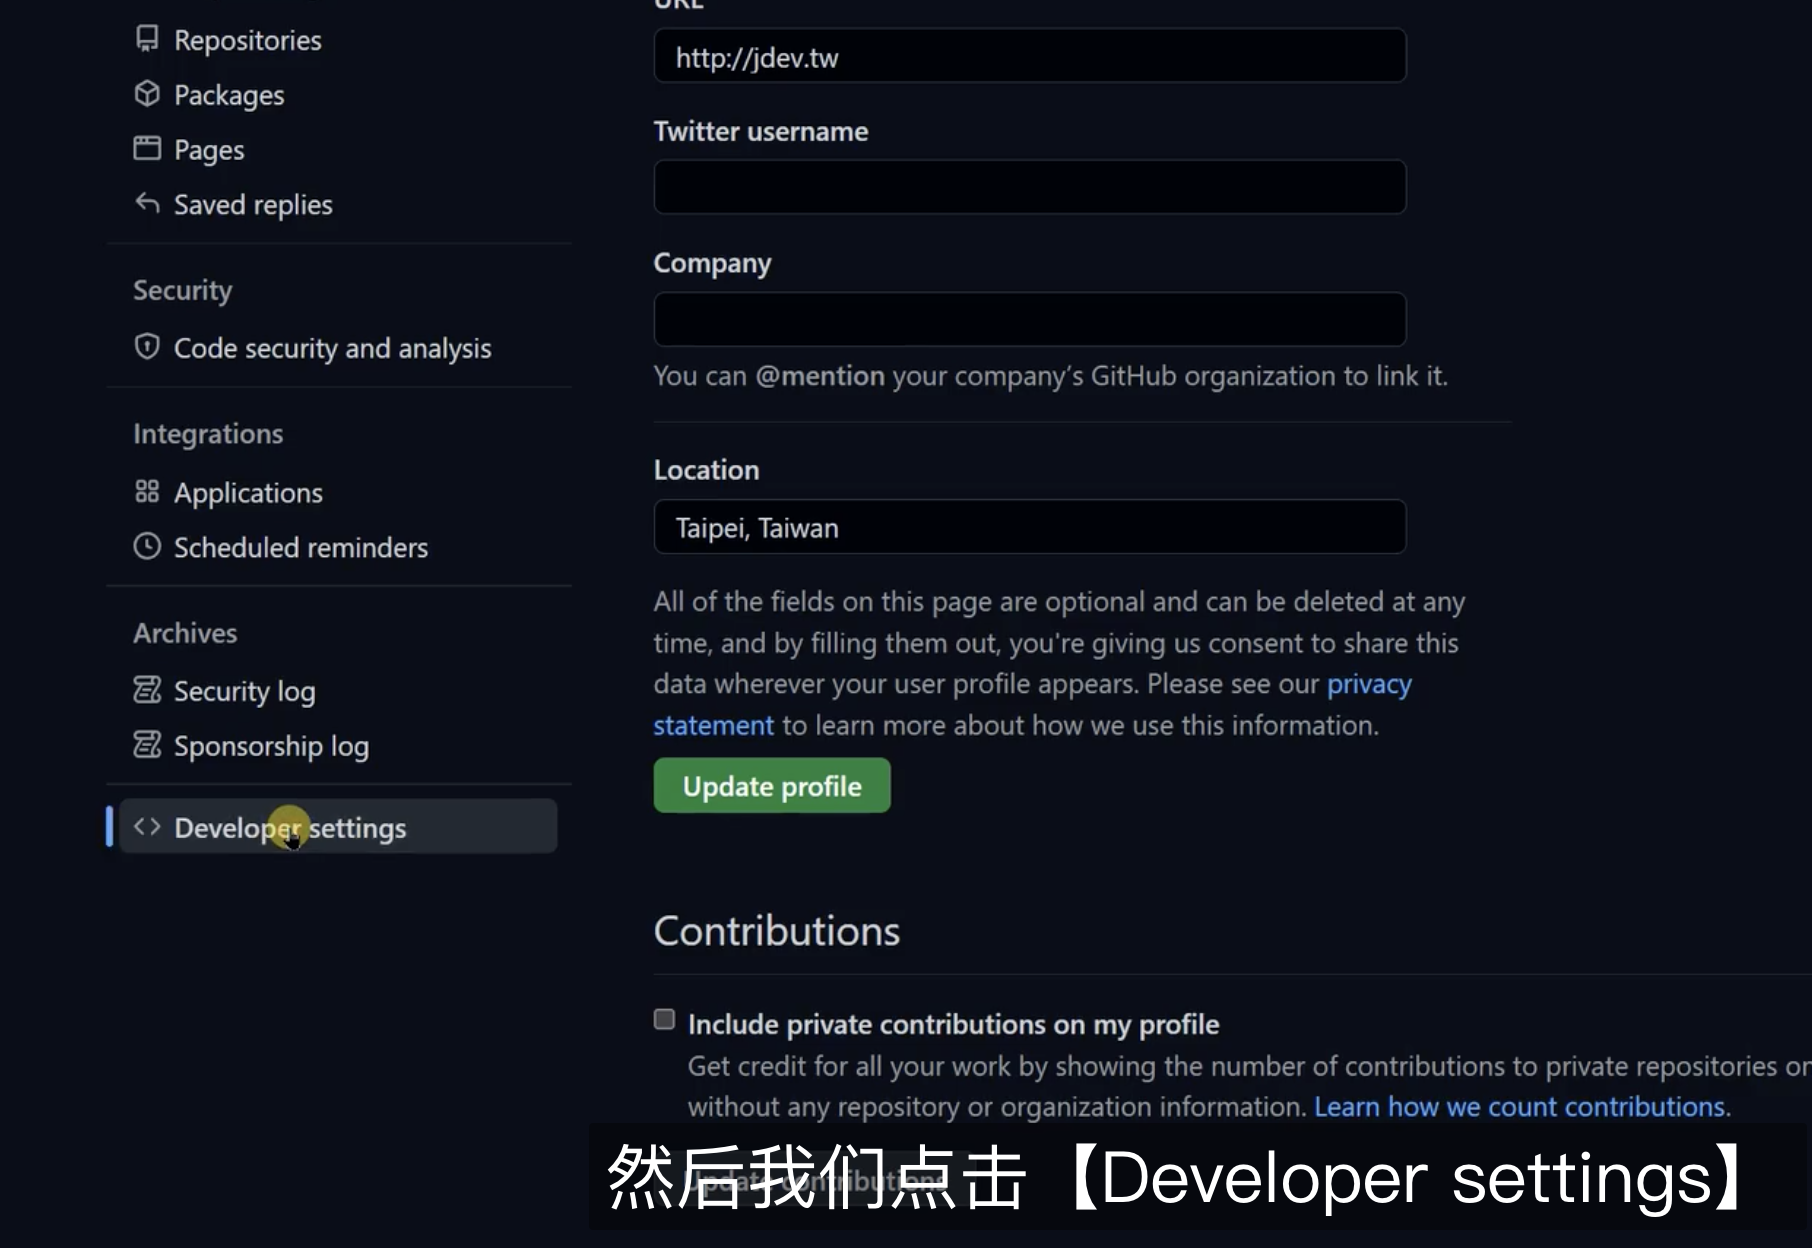 Repositories
Packages
Pages
Saved replies
Security
Code security and analysis
Integrations
Applications
Scheduled reminders
Archives
Security log
Sponsorship log
Developer settings
URL
http://jdev.tw
Twitter username
Company
You can @mention your company’s GitHub organization to link it.
Location
Taipei, Taiwan
All of the fields on this page are optional and can be deleted at any
time, and by filling them out, you're giving us consent to share this
data wherever your user profile appears. Please see our privacy
statement to learn more about how we use this information.
Update profile
Contributions
Include private contributions on my profile
Get credit for all your work by showing the number of contributions to private repositories on
without any repository or organization information. Learn how we count contributions.
Update contributions
然后我们点击【Developer settings】